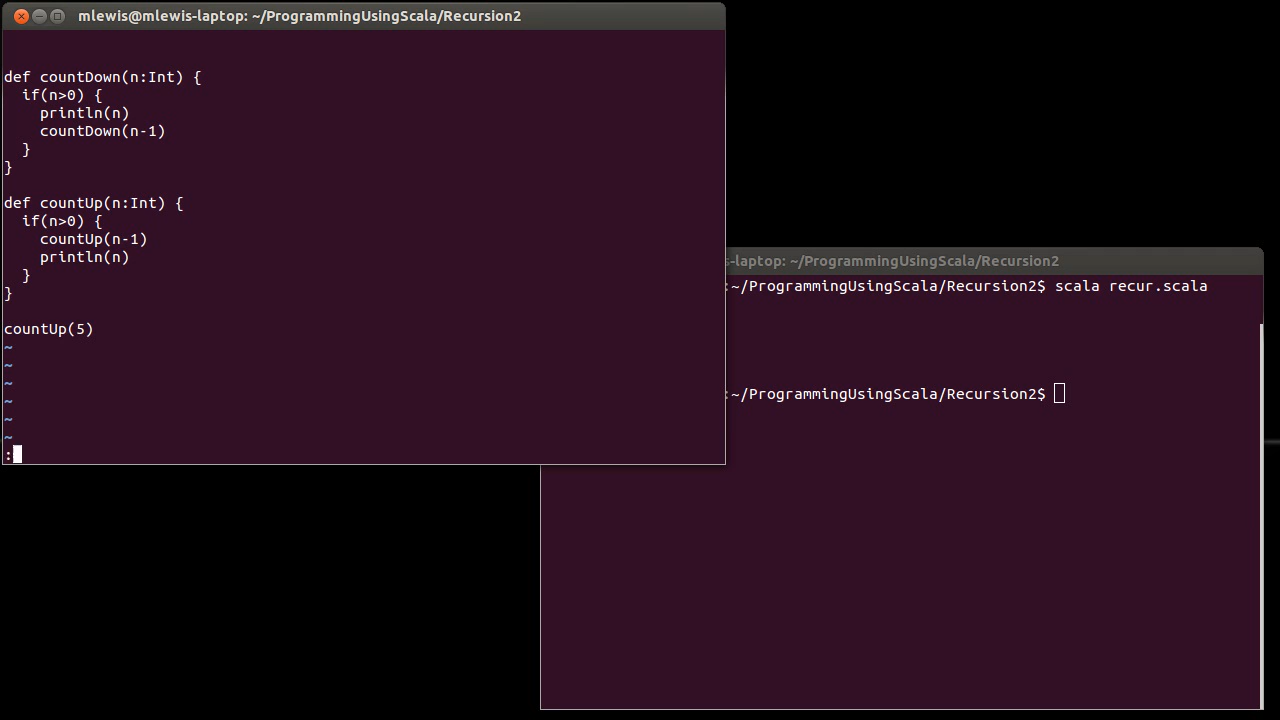 mlewis@mlewis-laptop: ~/ProgrammingUsingScala/Recursion2
def countDown(n:Int) {
  if(n>0) {
    println(n)
    countDown(n-1)
  }
}
def countUp(n:Int) {
  if(n>0) {
    countUp(n-1)
    println(n)
  }
}
countUp(5)
~
~
~
~
~
~
:
s-laptop: ~/ProgrammingUsingScala/Recursion2
:~/ProgrammingUsingScala/Recursion2$ scala recur.scala
:~/ProgrammingUsingScala/Recursion2$